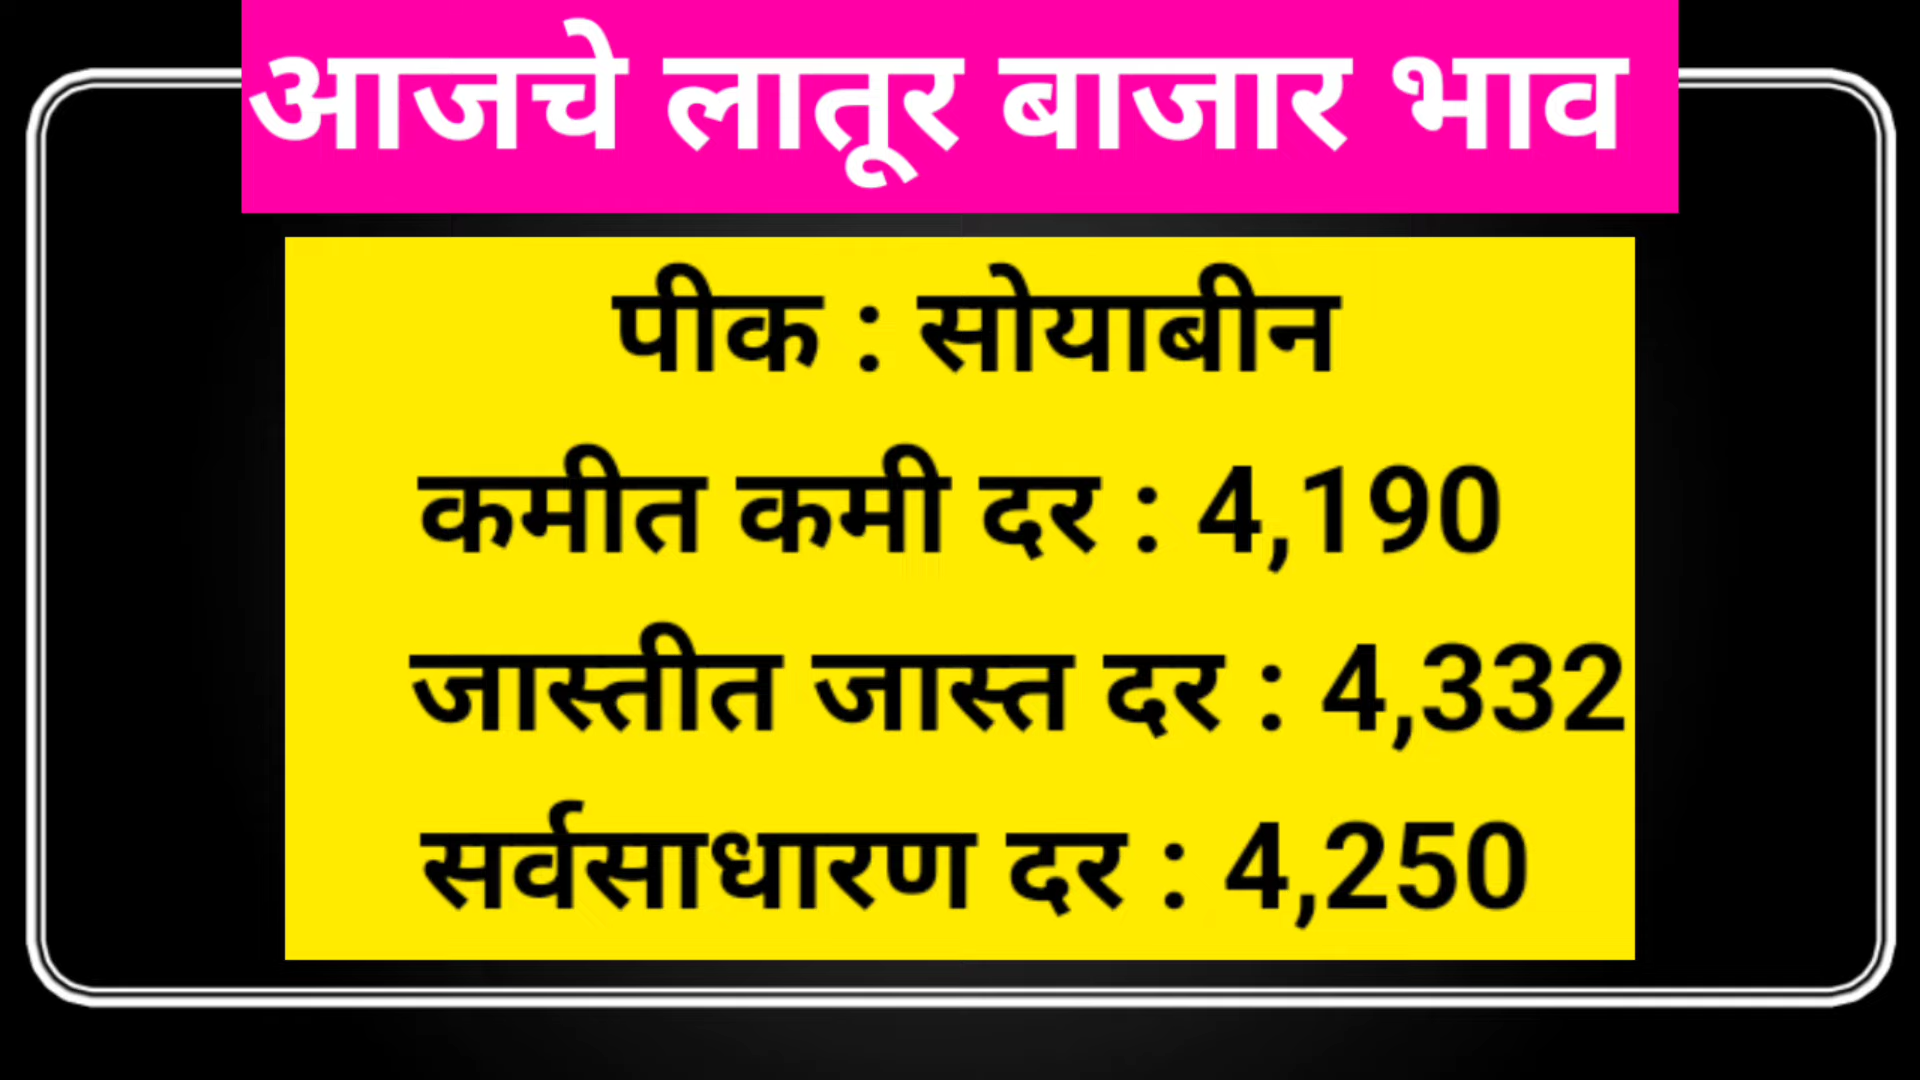 आजचे लातूर बाजार भाव
पीक : सोयाबीन
कमीत कमी दर : 4,190
जास्तीत जास्त दर : 4,332
सर्वसाधारण दर : 4,250